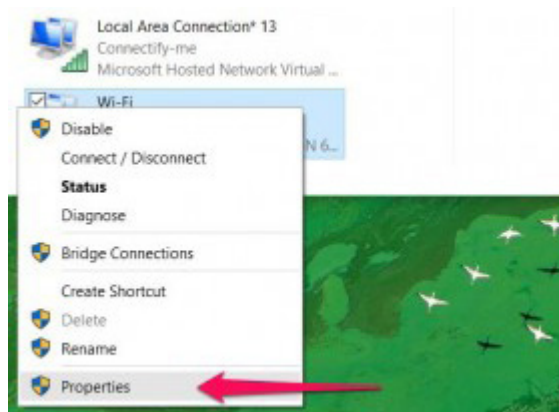 Local Area Connection* 13
Connectify-me
Microsoft Hosted Network Virtual ...
Wi-Fi
Disable
N 6...
Connect / Disconnect
Status
Diagnose
Bridge Connections
Create Shortcut
Delete
Rename
Properties